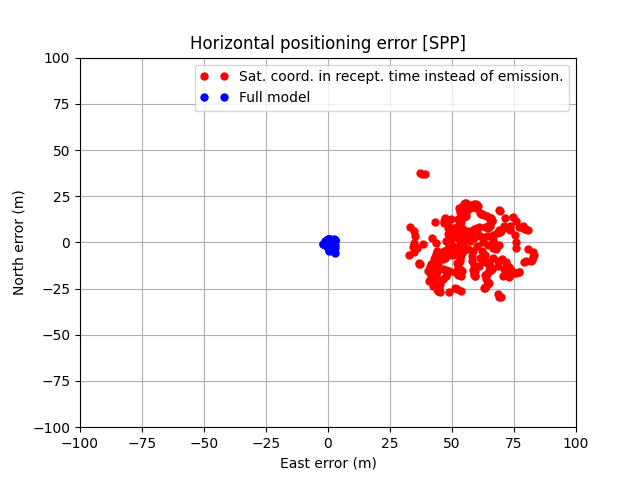 Horizontal positioning error [SPP]
Sat. coord. in recept. time instead of emission.
Full model
100
75
50
25
0
−25
−50
−75
−100
North error (m)
−100 −75 −50 −25 0 25 50 75 100
East error (m)